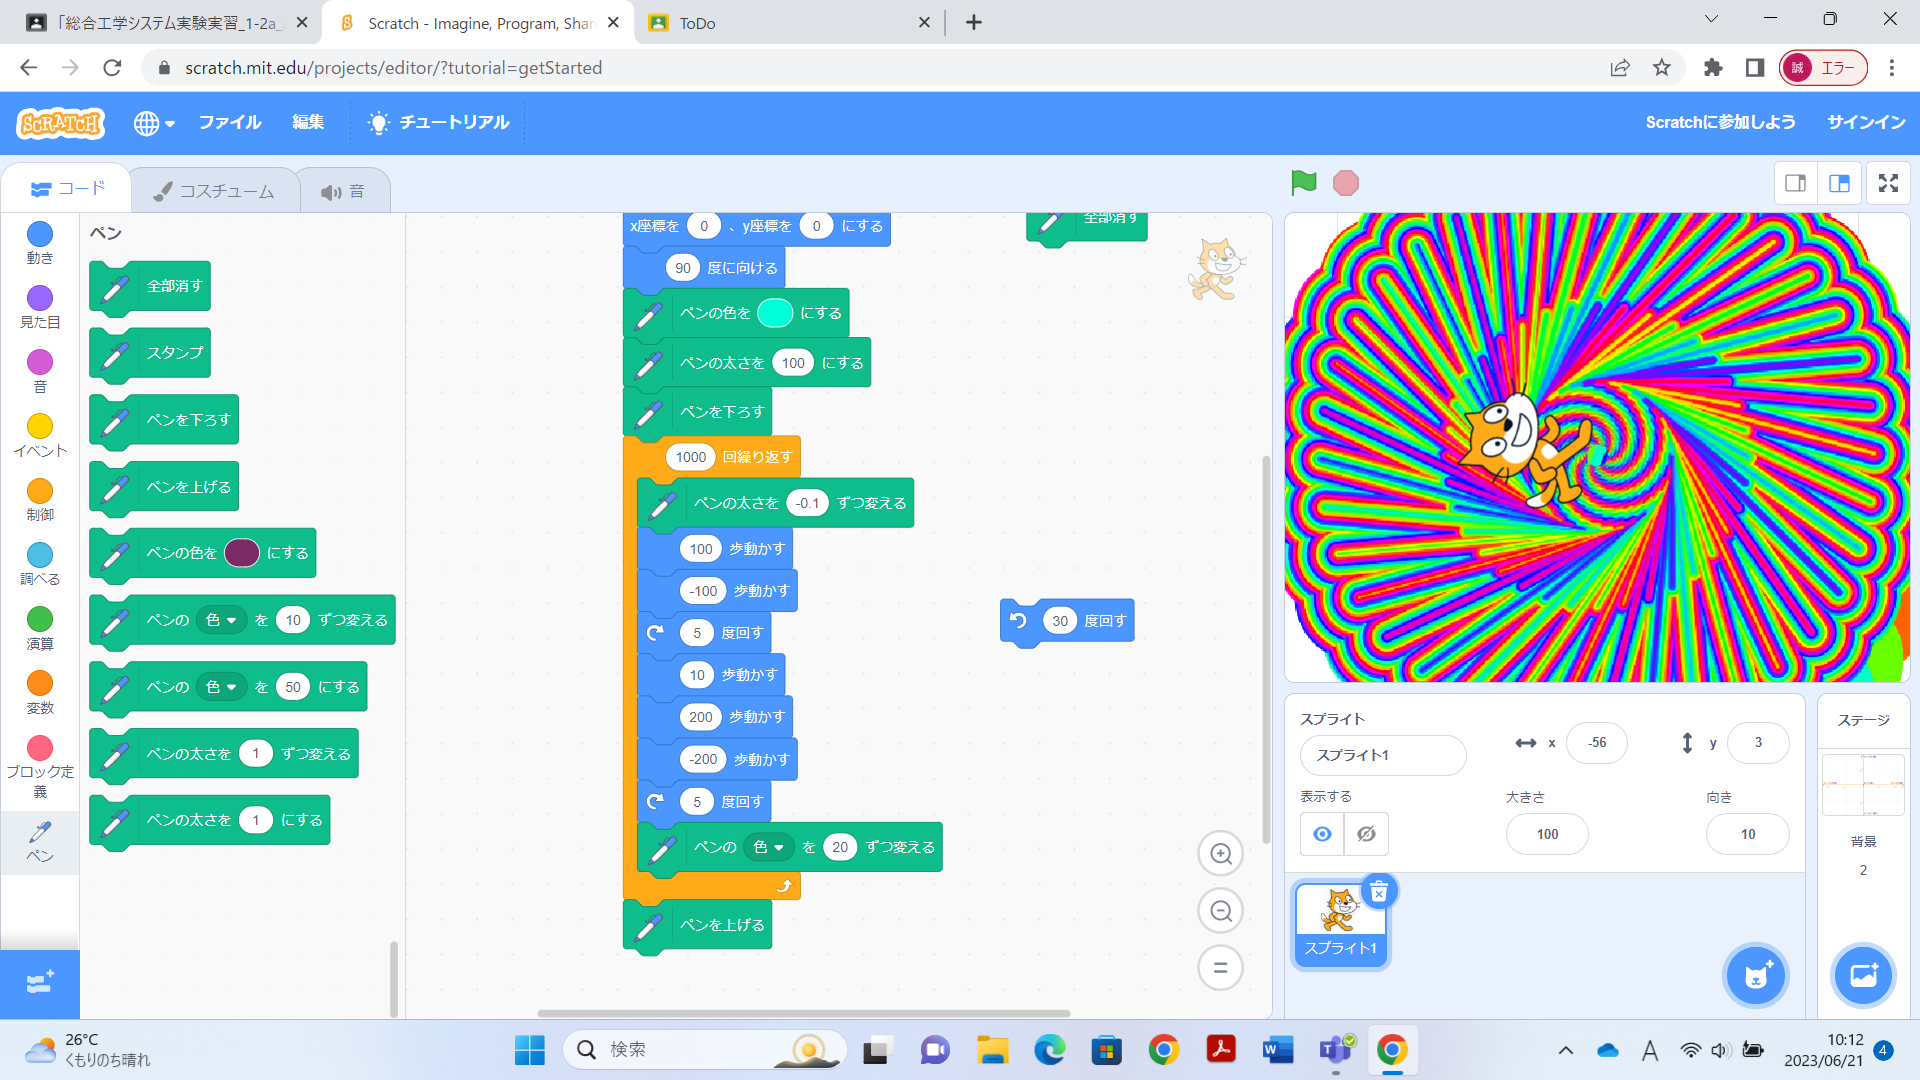 「総合工学システム実験実習_1-2a_
Scratch - Imagine, Program, Shar
ToDo
scratch.mit.edu/projects/editor/?tutorial=getStarted
誠
エラー
SCRATCH
ファイル
編集
チュートリアル
Scratchに参加しよう
サインイン
コード
コスチューム
音
動き
見た目
音
イベント
制御
調べる
演算
変数
ブロック定
義
ペン
ペン
全部消す
スタンプ
ペンを下ろす
ペンを上げる
ペンの色を にする
ペンの 色 を 10 ずつ変える
ペンの 色 を 50 にする
ペンの太さを 1 ずつ変える
ペンの太さを 1 にする
x座標を 0 、y座標を 0 にする
90 度に向ける
ペンの色を にする
ペンの太さを 100 にする
ペンを下ろす
1000 回繰り返す
ペンの太さを -0.1 ずつ変える
100 歩動かす
-100 歩動かす
5 度回す
10 歩動かす
200 歩動かす
-200 歩動かす
5 度回す
ペンの 色 を 20 ずつ変える
ペンを上げる
全部消す
30 度回す
スプライト
スプライト1
x -56
y 3
表示する
大きさ
100
向き
10
スプライト1
ステージ
背景
2
26°C
くもりのち晴れ
検索
A
10:12
2023/06/21
4